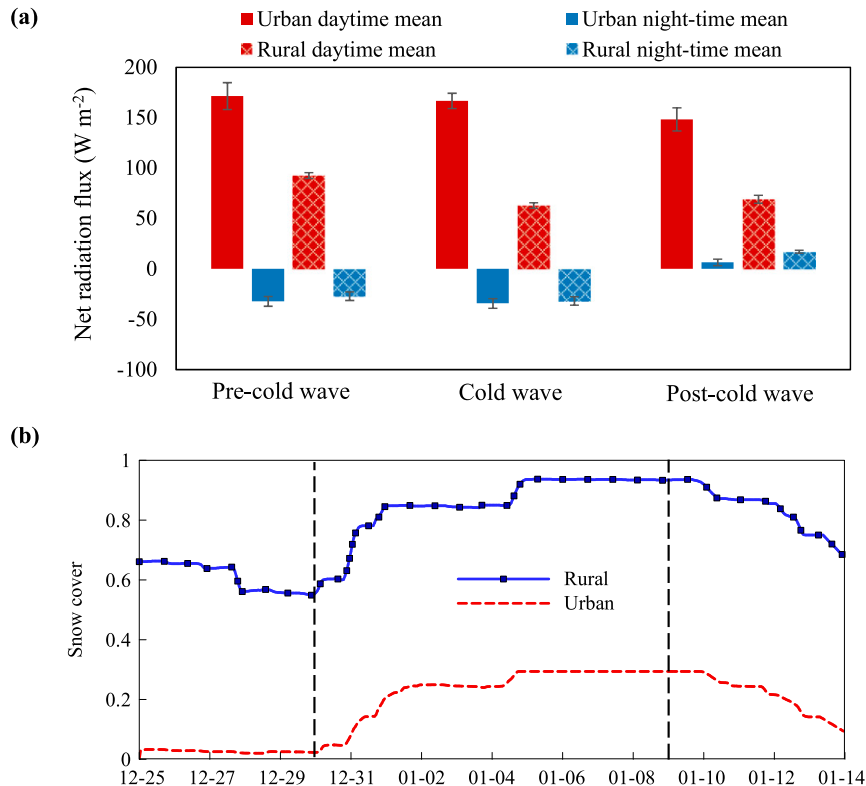 (a)
Urban daytime mean
Urban night-time mean
Rural daytime mean
Rural night-time mean
Net radiation flux (W m⁻²)
200
150
100
50
0
-50
-100
Pre-cold wave
Cold wave
Post-cold wave
(b)
Snow cover
1
0.8
0.6
0.4
0.2
0
Rural
Urban
12-25
12-27
12-29
12-31
01-02
01-04
01-06
01-08
01-10
01-12
01-14